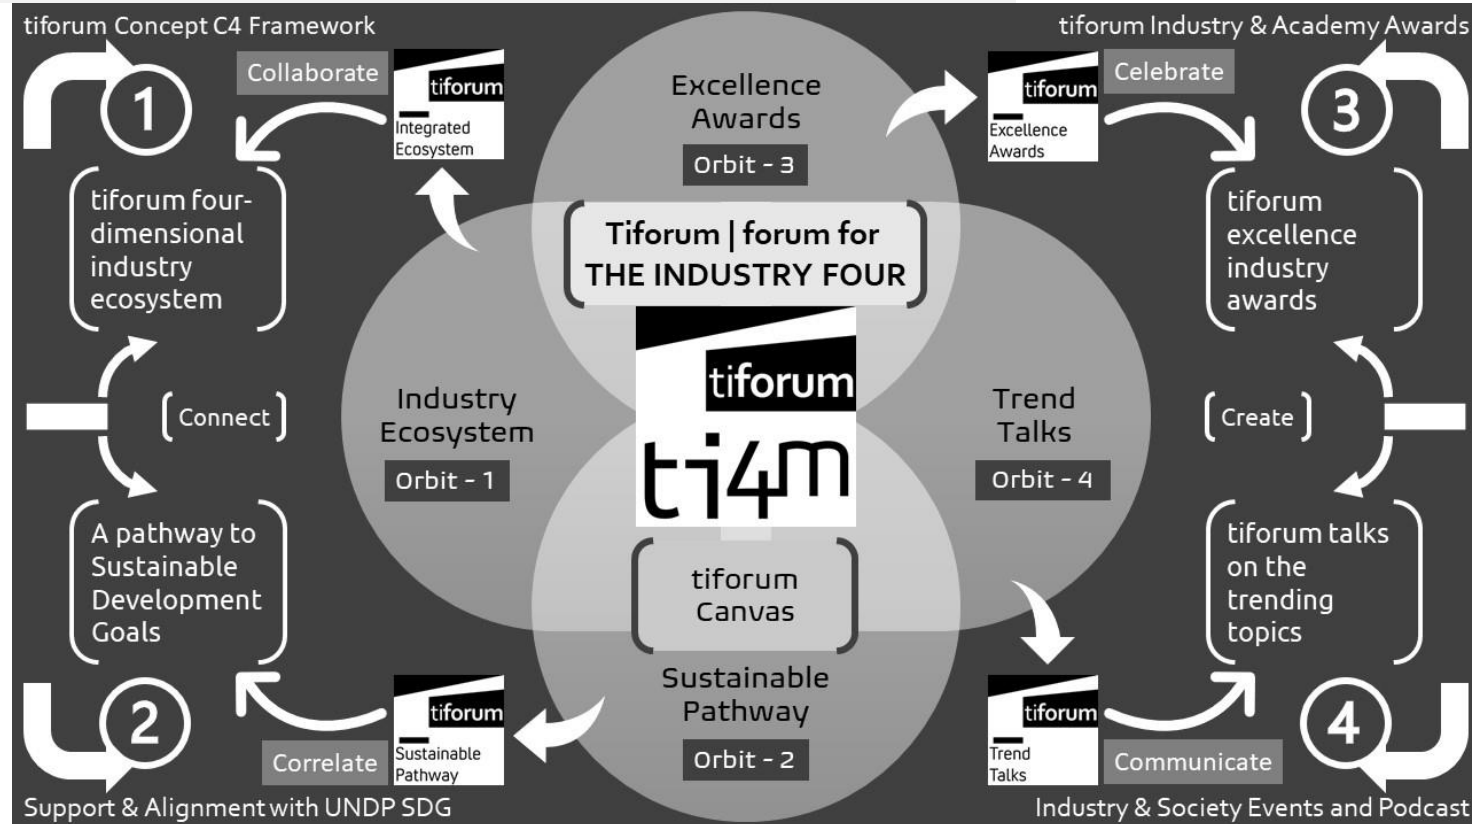 tiforum Concept C4 Framework
tiforum Industry & Academy Awards
1
Collaborate
tiforum
Integrated
Ecosystem
Excellence
Awards
Orbit - 3
tiforum
Excellence
Awards
Celebrate
3
tiforum four-
dimensional
industry
ecosystem
Tiforum | forum for
THE INDUSTRY FOUR
tiforum
excellence
industry
awards
Connect
Industry
Ecosystem
Orbit - 1
tiforum
ti4m
Trend
Talks
Orbit - 4
Create
A pathway to
Sustainable
Development
Goals
tiforum
Canvas
tiforum talks
on the
trending
topics
2
Correlate
tiforum
Sustainable
Pathway
Sustainable
Pathway
Orbit - 2
tiforum
Trend
Talks
Communicate
4
Support & Alignment with UNDP SDG
Industry & Society Events and Podcast